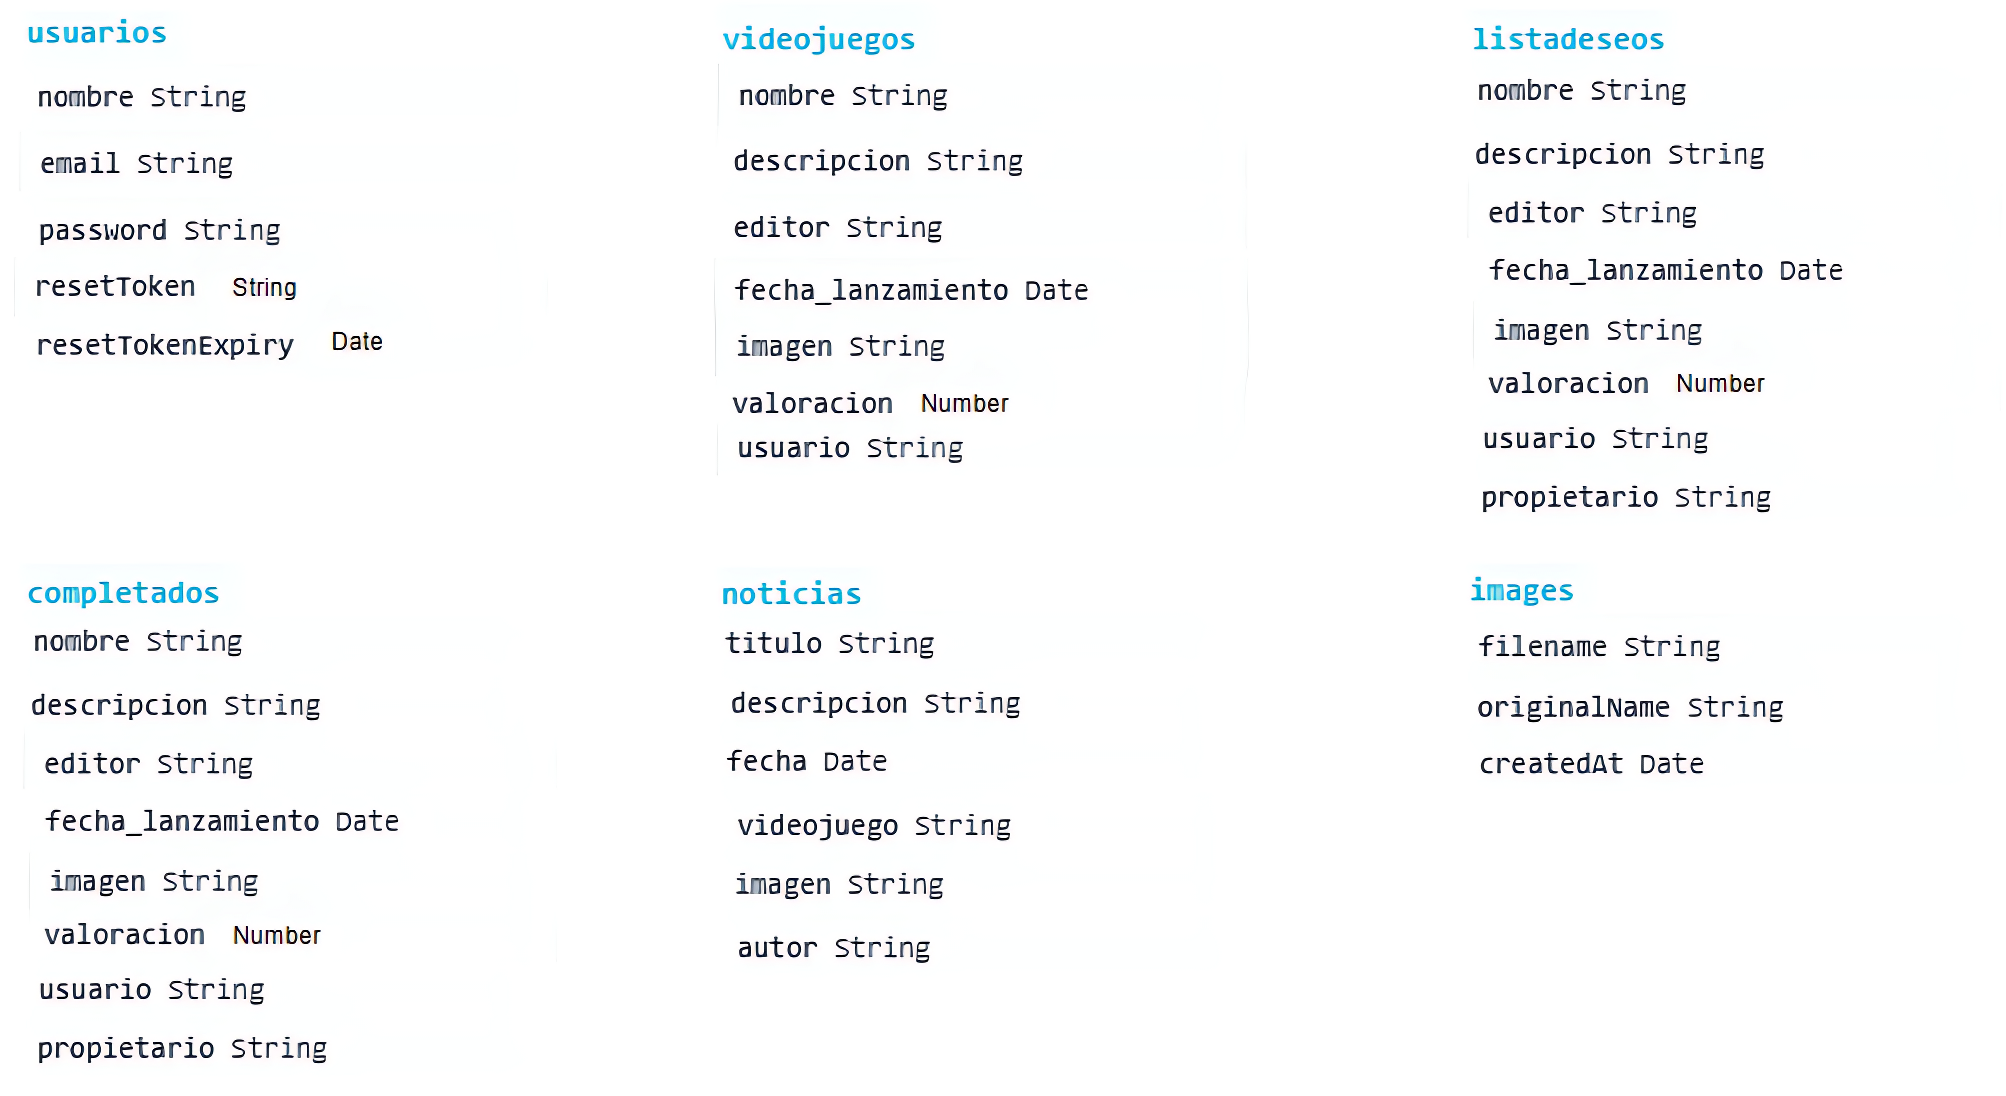 usuarios
nombre String
email String
password String
resetToken String
resetTokenExpiry Date
videojuegos
nombre String
descripcion String
editor String
fecha_lanzamiento Date
imagen String
valoracion Number
usuario String
listadeseos
nombre String
descripcion String
editor String
fecha_lanzamiento Date
imagen String
valoracion Number
usuario String
propietario String
completados
nombre String
descripcion String
editor String
fecha_lanzamiento Date
imagen String
valoracion Number
usuario String
propietario String
noticias
titulo String
descripcion String
fecha Date
videojuego String
imagen String
autor String
images
filename String
originalName String
createdAt Date